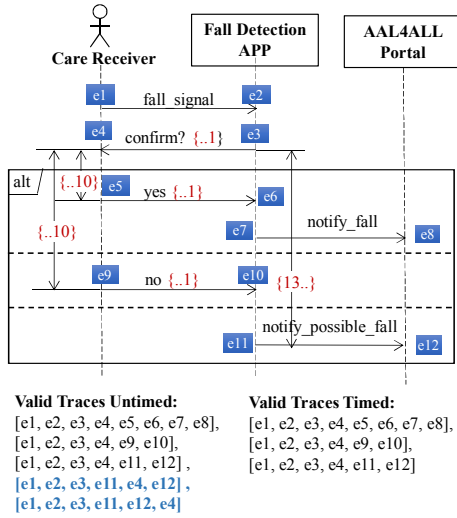 Care Receiver
Fall Detection
APP
AAL4ALL
Portal
e1
fall_signal
e2
e4
confirm? {..1}
e3
alt
{..10}
e5
yes {..1}
e6
{..10}
e7
notify_fall
e8
e9
no {..1}
e10
{13..}
notify_possible_fall
e11
e12
Valid Traces Untimed:
[e1, e2, e3, e4, e5, e6, e7, e8],
[e1, e2, e3, e4, e9, e10],
[e1, e2, e3, e4, e11, e12] ,
[e1, e2, e3, e11, e4, e12] ,
[e1, e2, e3, e11, e12, e4]
Valid Traces Timed:
[e1, e2, e3, e4, e5, e6, e7, e8],
[e1, e2, e3, e4, e9, e10],
[e1, e2, e3, e4, e11, e12]